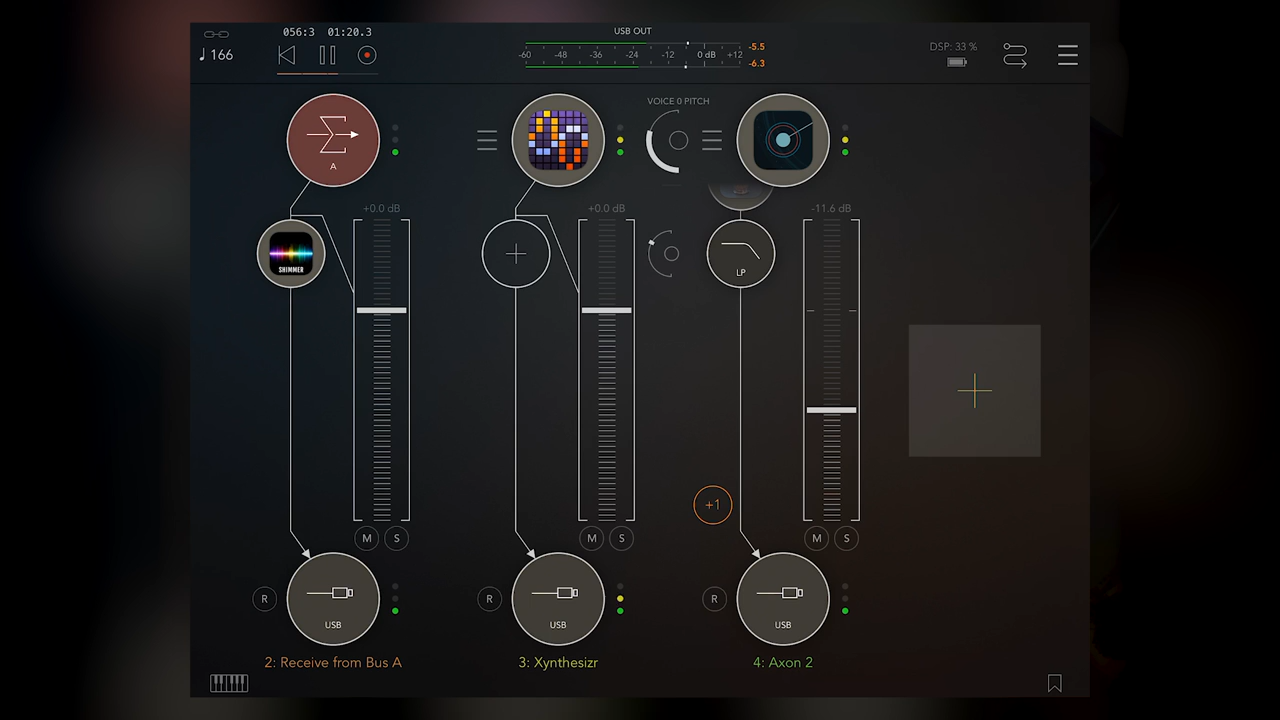 056:3 01:20.3
♩ 166
USB OUT
-60 -48 -36 -24 -12 0 dB +12
-5.5
-6.3
DSP: 33 %
A
VOICE 0 PITCH
+0.0 dB
+0.0 dB
-11.6 dB
SHIMMER
LP
+1
M S
M S
M S
R USB
R USB
R USB
2: Receive from Bus A
3: Xynthesizr
4: Axon 2